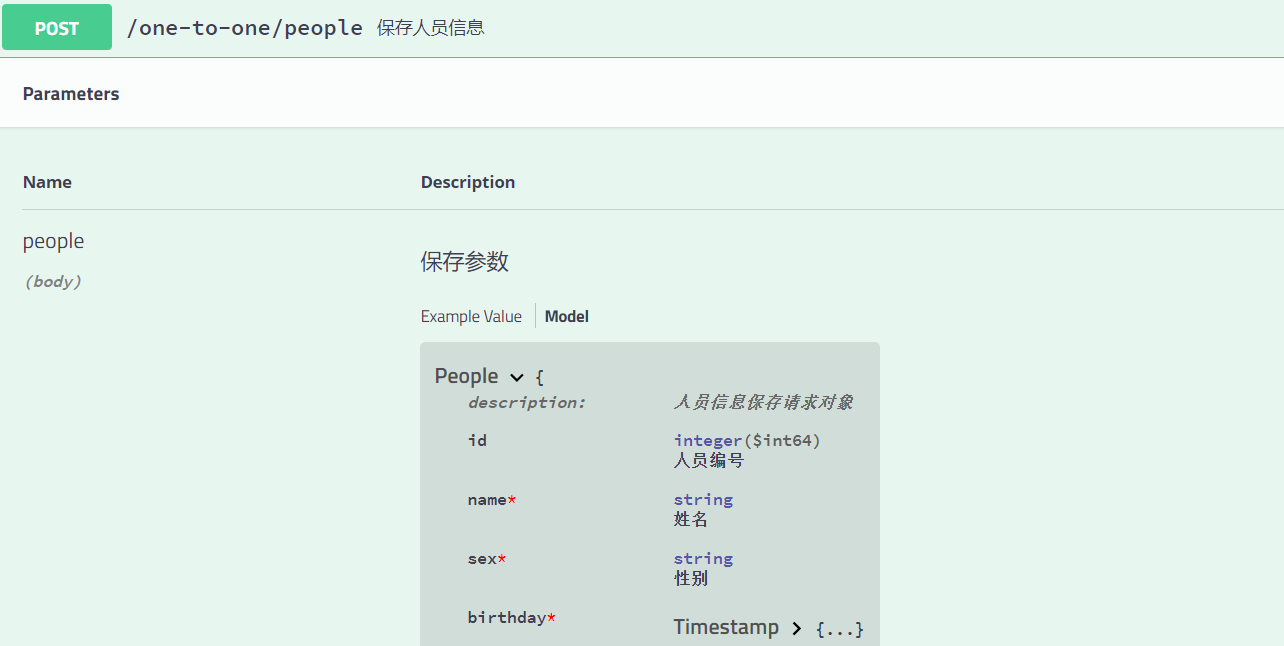 POST /one-to-one/people 保存人员信息
Parameters
Name Description
people
保存参数
(body)
Example Value Model
People {
description: 人员信息保存请求对象
id integer($int64)
人员编号
name* string
姓名
sex* string
性别
birthday* Timestamp {...}